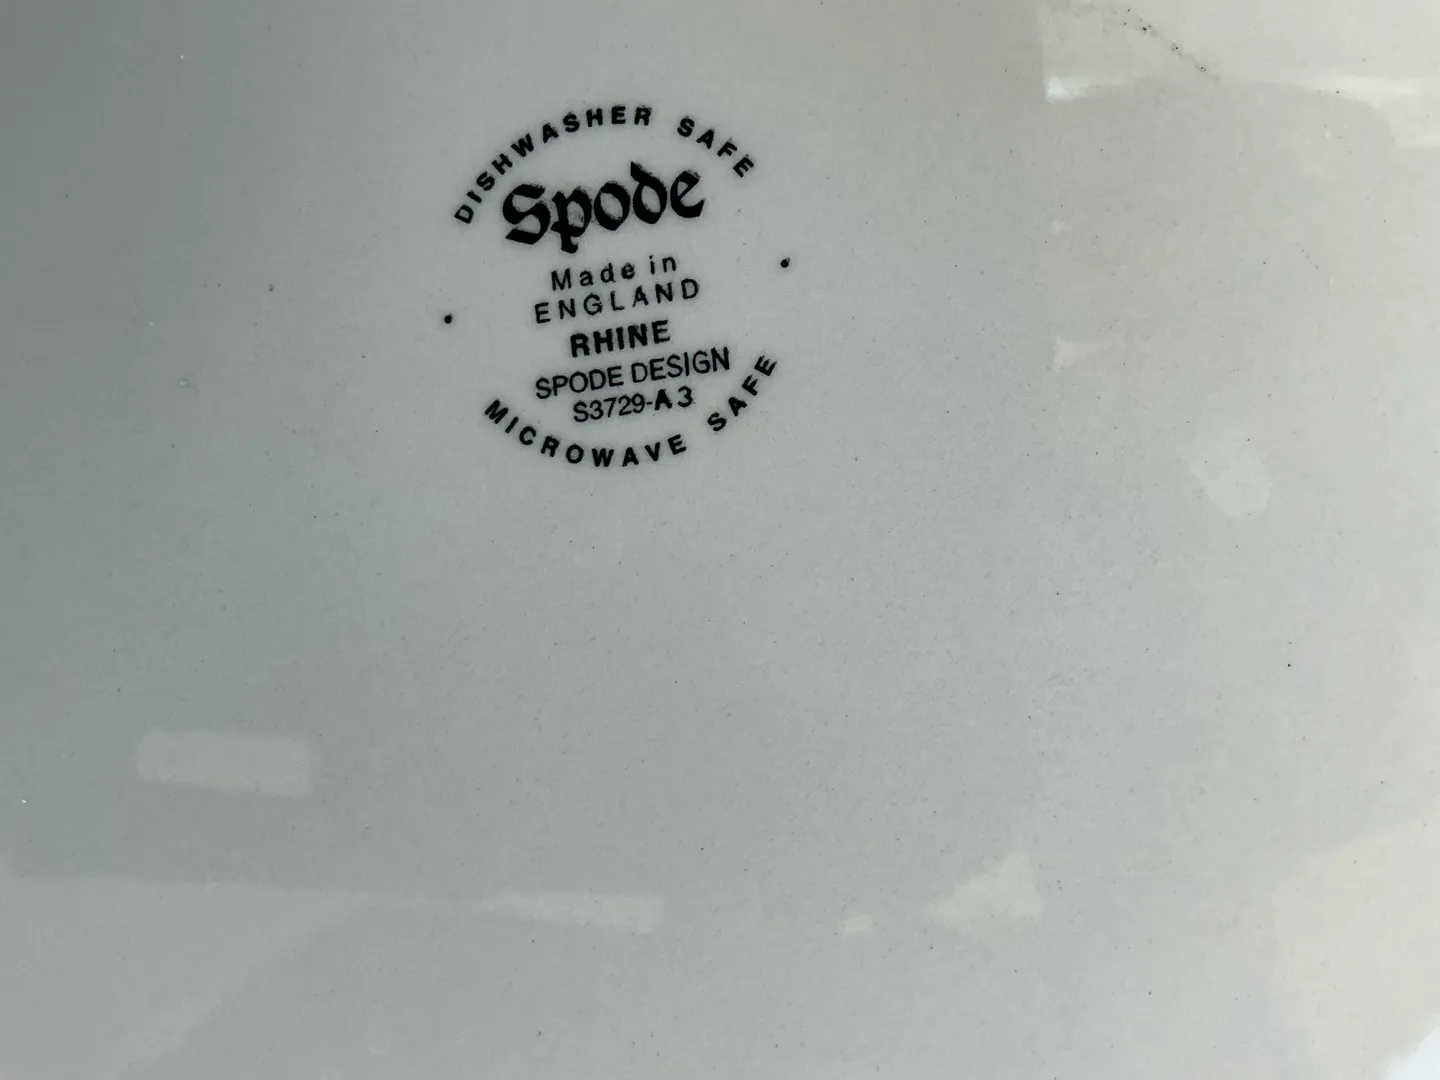 DISHWASHER SAFE
Spode
Made in
ENGLAND
RHINE
SPODE DESIGN
S3729-A3
MICROWAVE SAFE